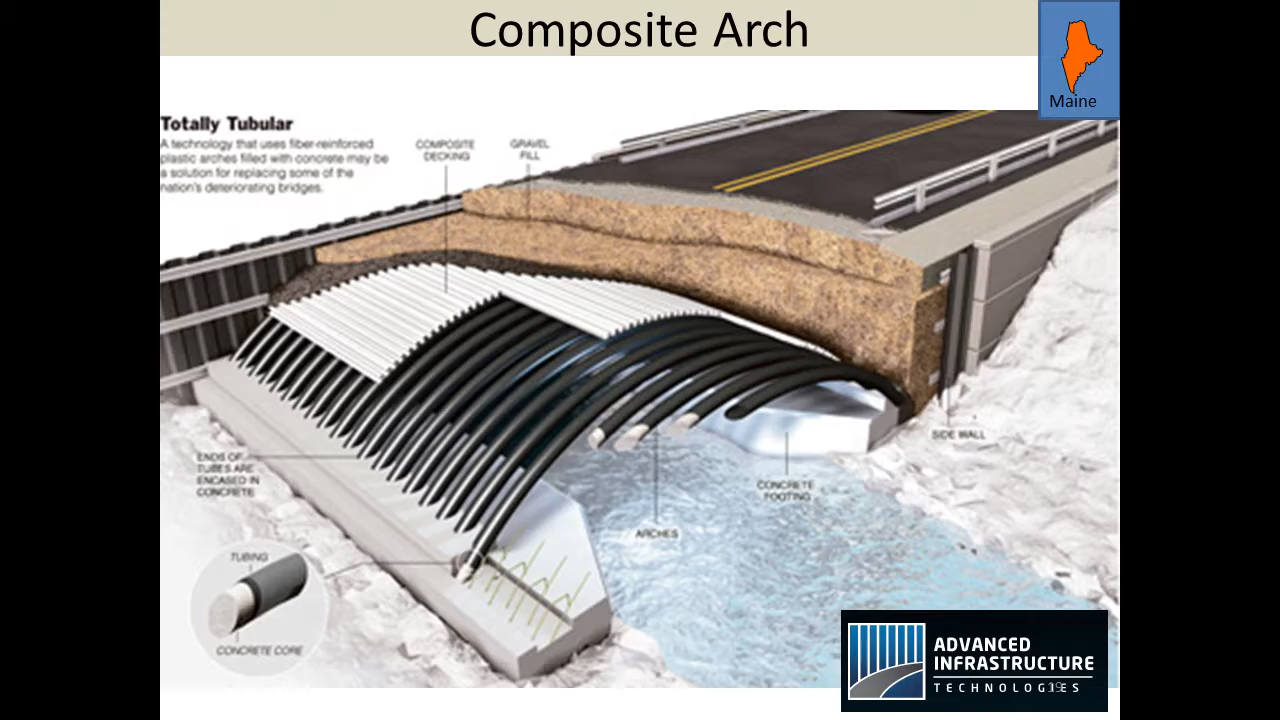 Composite Arch
Maine
Totally Tubular
A technology that uses fiber-reinforced
plastic arches filled with concrete may be
a solution for replacing some of the
nation's deteriorating bridges.
COMPOSITE
DECKING
GRAVEL
FILL
SIDE WALL
ENDS OF
TUBES ARE
ENCASED IN
CONCRETE
CONCRETE
FOOTING
ARCHES
TUBING
CONCRETE CORE
ADVANCED
INFRASTRUCTURE
TECHNOLOGIES
19